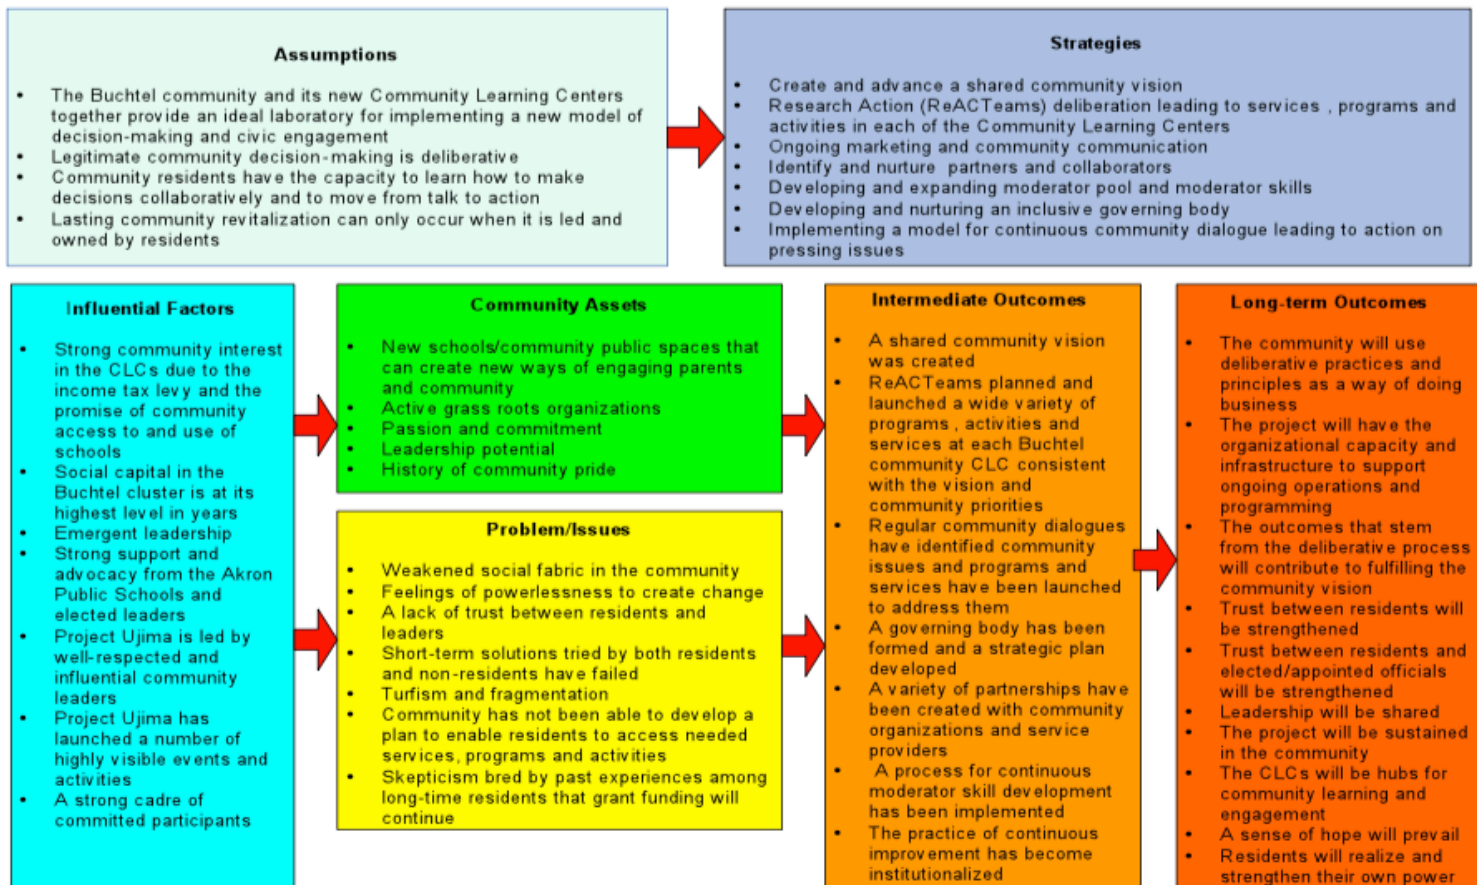 Assumptions
• The Buchtel community and its new Community Learning Centers
together provide an ideal laboratory for implementing a new model of
decision-making and civic engagement
• Legitimate community decision-making is deliberative
• Community residents have the capacity to learn how to make
decisions collaboratively and to move from talk to action
• Lasting community revitalization can only occur when it is led and
owned by residents
Strategies
• Create and advance a shared community vision
• Research Action (ReACTeams) deliberation leading to services , programs and
activities in each of the Community Learning Centers
• Ongoing marketing and community communication
• Identify and nurture partners and collaborators
• Developing and expanding moderator pool and moderator skills
• Developing and nurturing an inclusive governing body
• Implementing a model for continuous community dialogue leading to action on
pressing issues
Influential Factors
• Strong community interest
in the CLCs due to the
income tax levy and the
promise of community
access to and use of
schools
• Social capital in the
Buchtel cluster is at its
highest level in years
• Emergent leadership
• Strong support and
advocacy from the Akron
Public Schools and
elected leaders
• Project Ujima is led by
well-respected and
influential community
leaders
• Project Ujima has
launched a number of
highly visible events and
activities
• A strong cadre of
committed participants
Community Assets
• New schools/community public spaces that
can create new ways of engaging parents
and community
• Active grass roots organizations
• Passion and commitment
• Leadership potential
• History of community pride
Problem/Issues
• Weakened social fabric in the community
• Feelings of powerlessness to create change
• A lack of trust between residents and
leaders
• Short-term solutions tried by both residents
and non-residents have failed
• Turfism and fragmentation
• Community has not been able to develop a
plan to enable residents to access needed
services, programs and activities
• Skepticism bred by past experiences among
long-time residents that grant funding will
continue
Intermediate Outcomes
• A shared community vision
was created
• ReACTeams planned and
launched a wide variety of
programs , activities and
services at each Buchtel
community CLC consistent
with the vision and
community priorities
• Regular community dialogues
have identified community
issues and programs and
services have been launched
to address them
• A governing body has been
formed and a strategic plan
developed
• A variety of partnerships have
been created with community
organizations and service
providers
• A process for continuous
moderator skill development
has been implemented
• The practice of continuous
improvement has become
institutionalized
Long-term Outcomes
• The community will use
deliberative practices and
principles as a way of doing
business
• The project will have the
organizational capacity and
infrastructure to support
ongoing operations and
programming
• The outcomes that stem
from the deliberative process
will contribute to fulfilling the
community vision
• Trust between residents will
be strengthened
• Trust between residents and
elected/appointed officials
will be strengthened
• Leadership will be shared
• The project will be sustained
in the community
• The CLCs will be hubs for
community learning and
engagement
• A sense of hope will prevail
• Residents will realize and
strengthen their own power